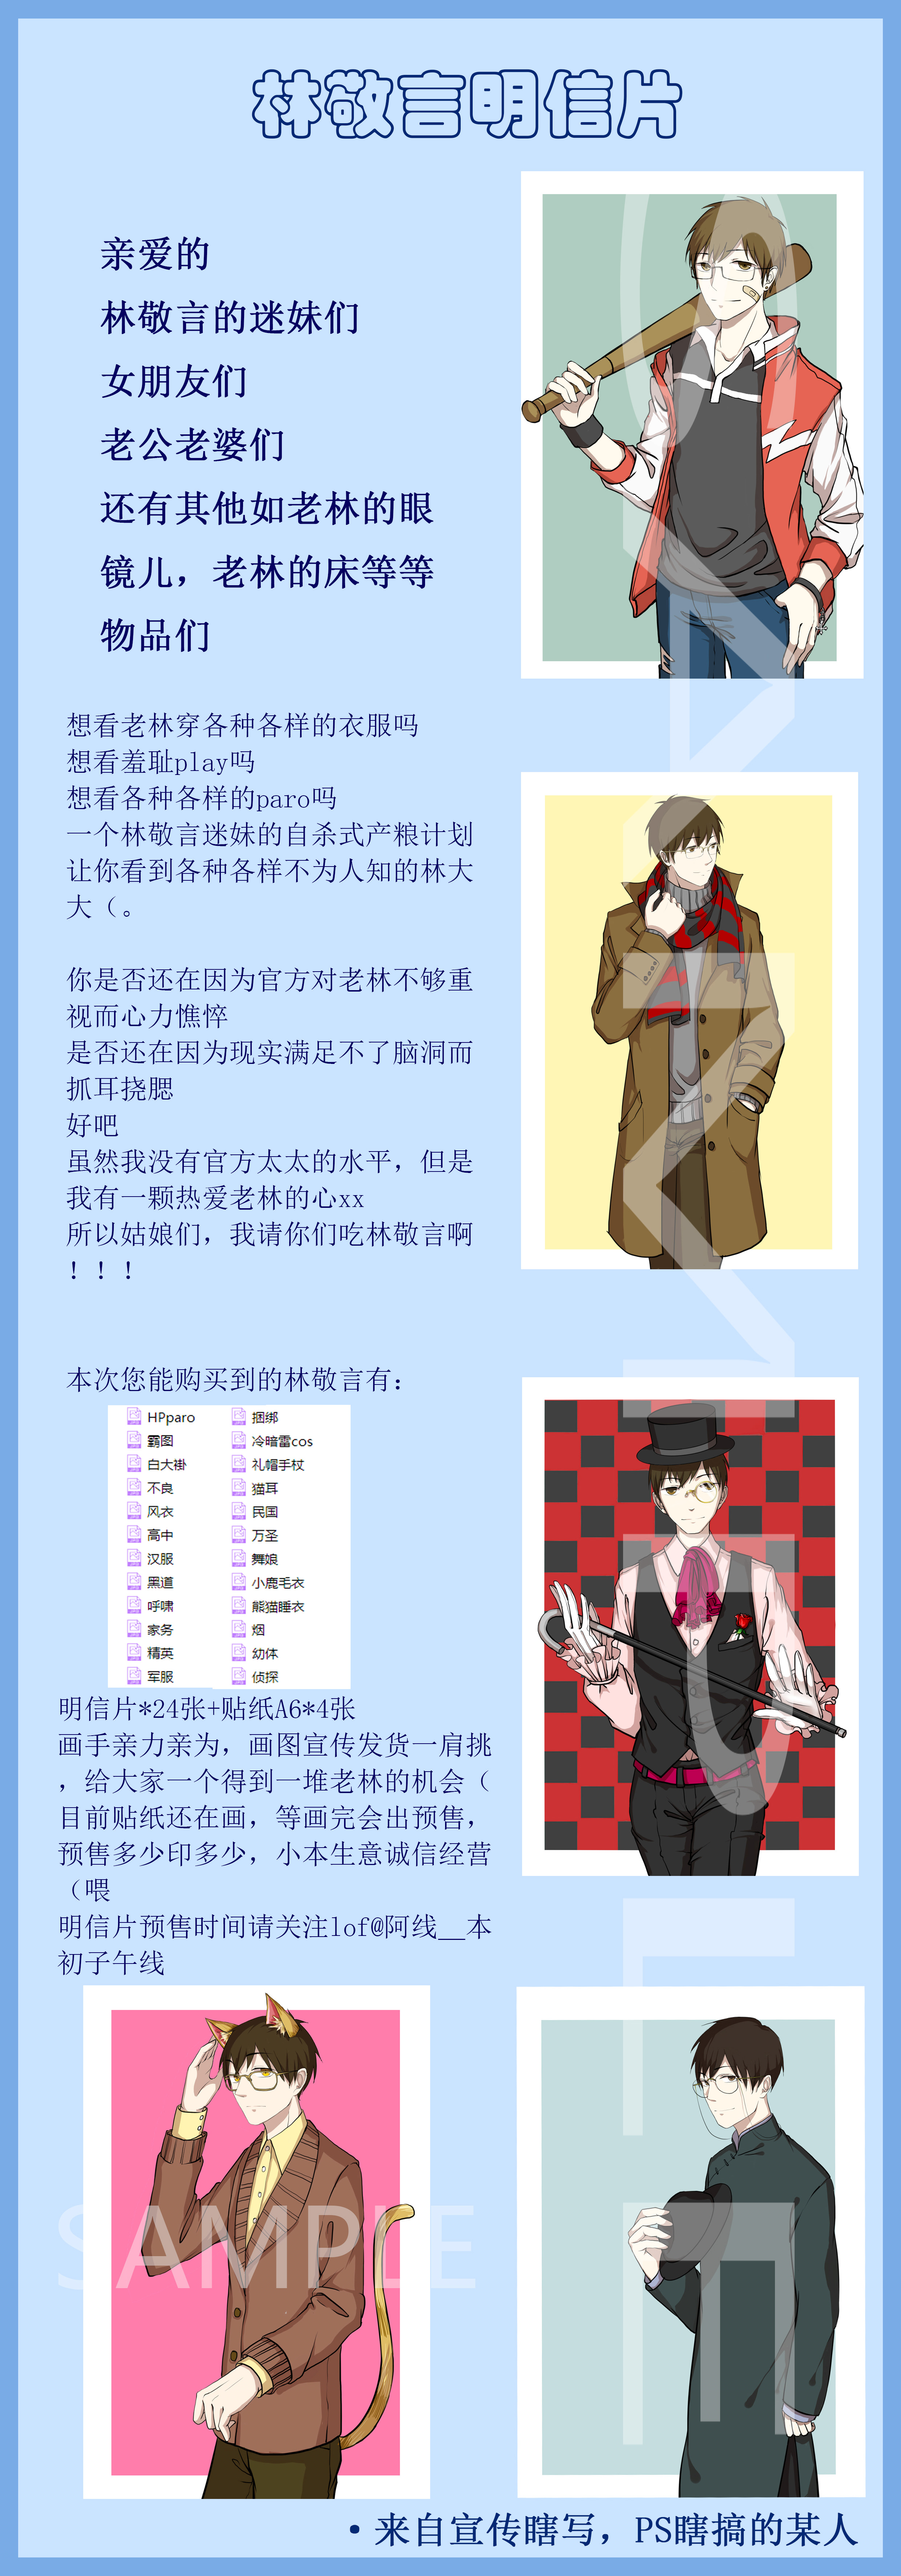 林敬言明信片
亲爱的
林敬言的迷妹们
女朋友们
老公老婆们
还有其他如老林的眼
镜儿，老林的床等等
物品们
想看老林穿各种各样的衣服吗
想看羞耻play吗
想看各种各样的paro吗
一个林敬言迷妹的自杀式产粮计划
让你看到各种各样不为人知的林大
大（。
你是否还在因为官方对老林不够重
视而心力憔悴
是否还在因为现实满足不了脑洞而
抓耳挠腮
好吧
虽然我没有官方太太的水平，但是
我有一颗热爱老林的心xx
所以姑娘们，我请你们吃林敬言啊
！！！
本次您能购买到的林敬言有：
HPparo 捆绑
霸图 冷暗雷cos
白大褂 礼帽手杖
不良 猫耳
风衣 民国
高中 万圣
汉服 舞娘
黑道 小鹿毛衣
呼啸 熊猫睡衣
家务 烟
精英 幼体
军服 侦探
明信片*24张+贴纸A6*4张
画手亲力亲为，画图宣传发货一肩挑
，给大家一个得到一堆老林的机会（
目前贴纸还在画，等画完会出预售，
预售多少印多少，小本生意诚信经营
（喂
明信片预售时间请关注lof@阿线__本
初子午线
SAMPLE
SAMPLE
·来自宣传瞎写，PS瞎搞的某人